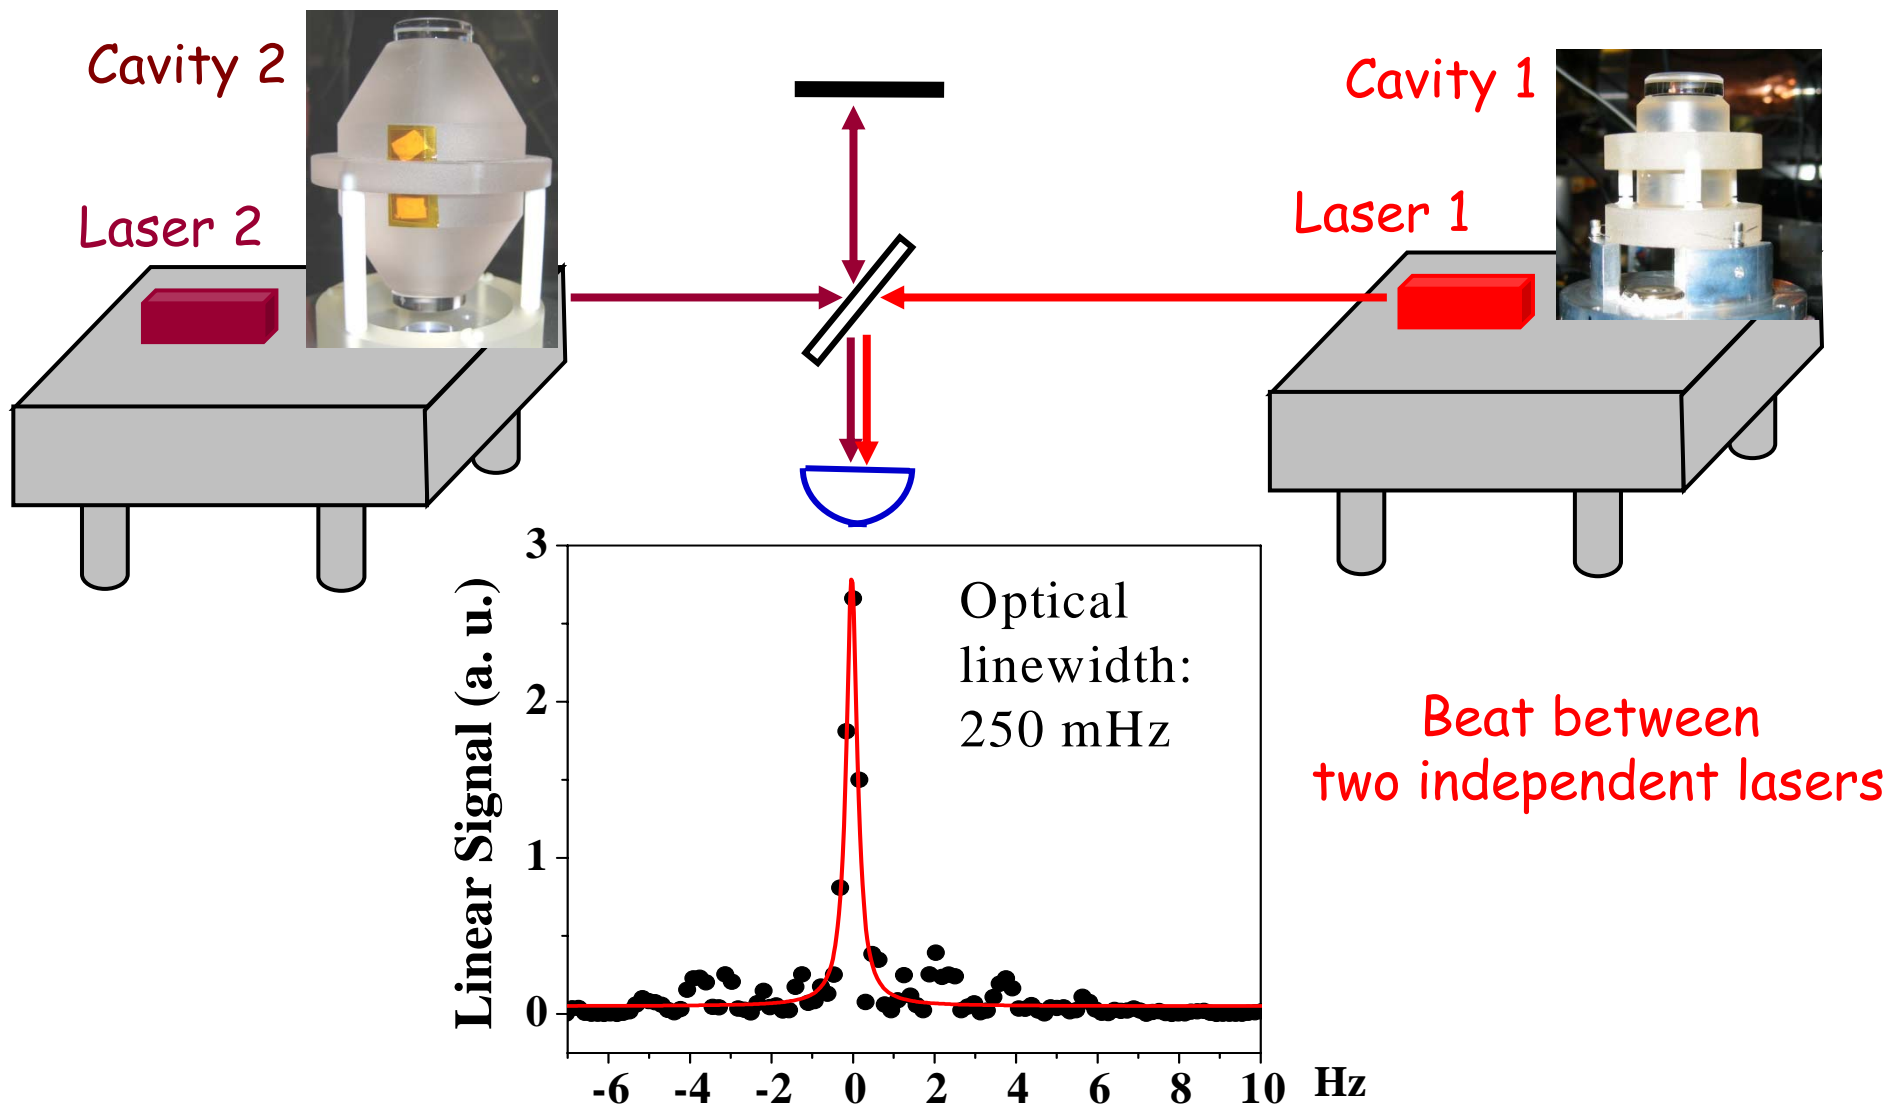 Cavity 2
Cavity 1
Laser 2
Laser 1
3
2
1
0
Linear Signal (a. u.)
Optical
linewidth:
250 mHz
-6 -4 -2 0 2 4 6 8 10 Hz
Beat between
two independent lasers